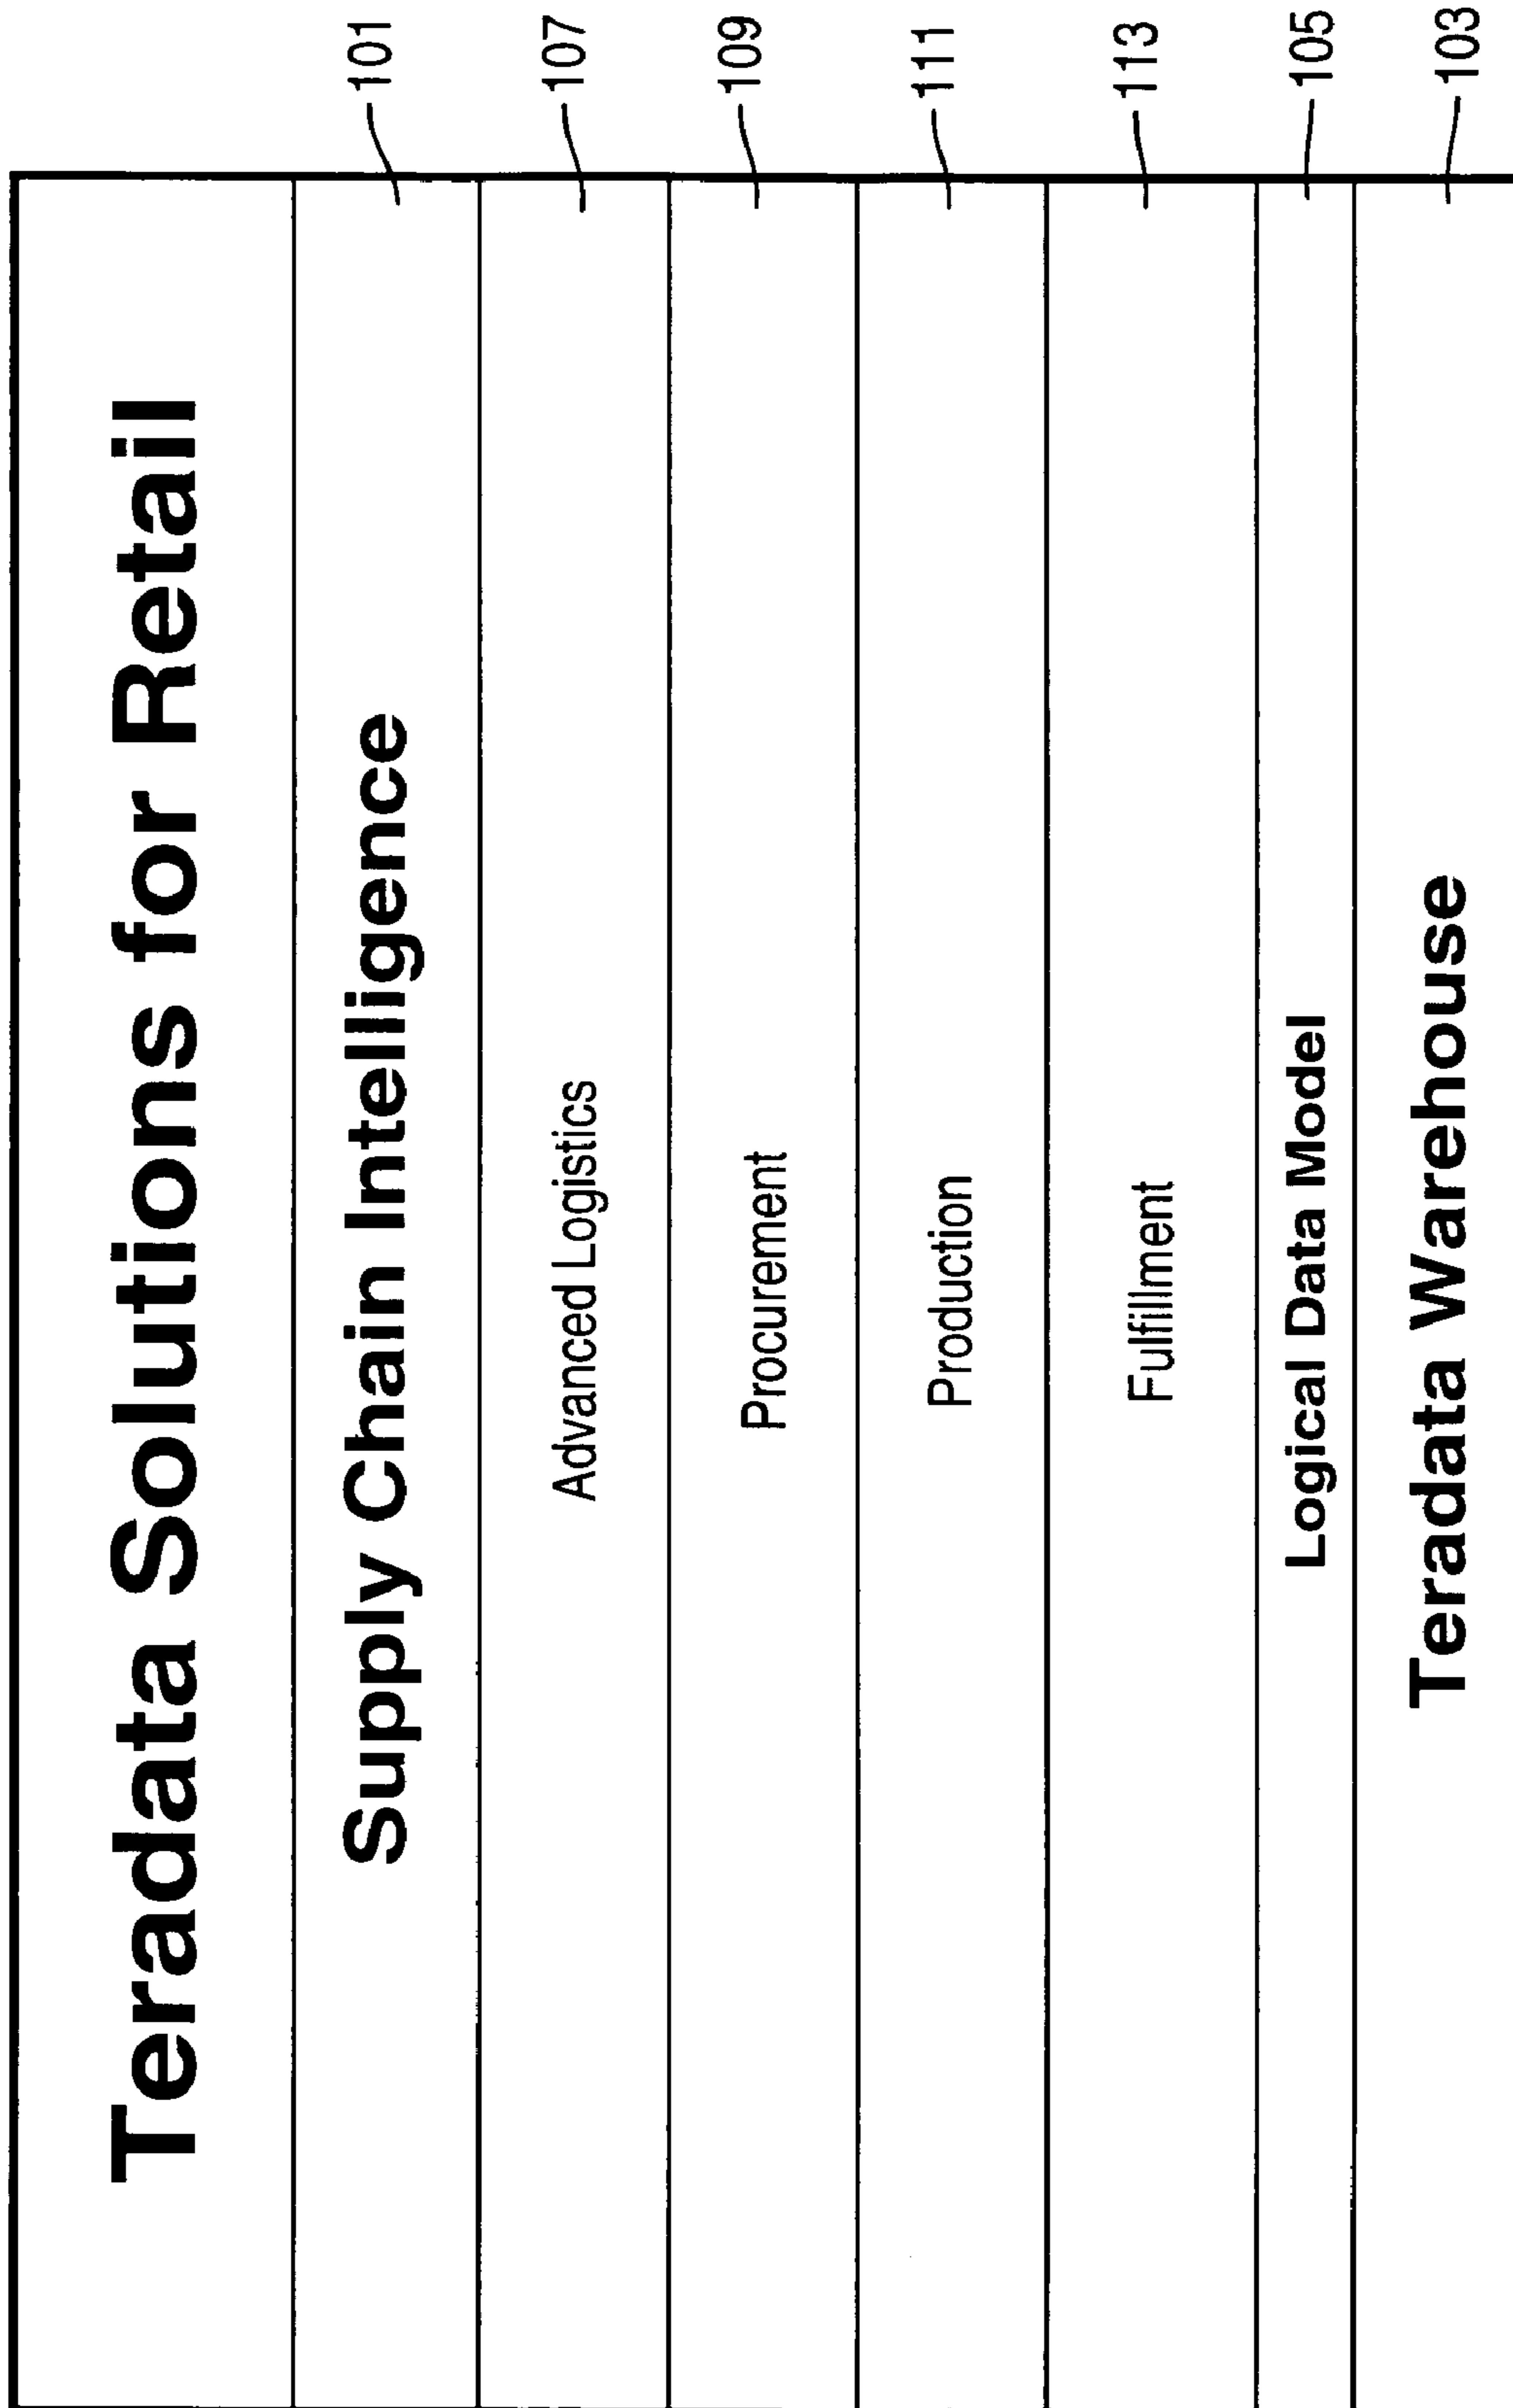 Teradata Solutions for Retail
Supply Chain Intelligence 101
Advanced Logistics 107
Procurement 109
Production 111
Fulfillment 113
Logical Data Model 105
Teradata Warehouse 103